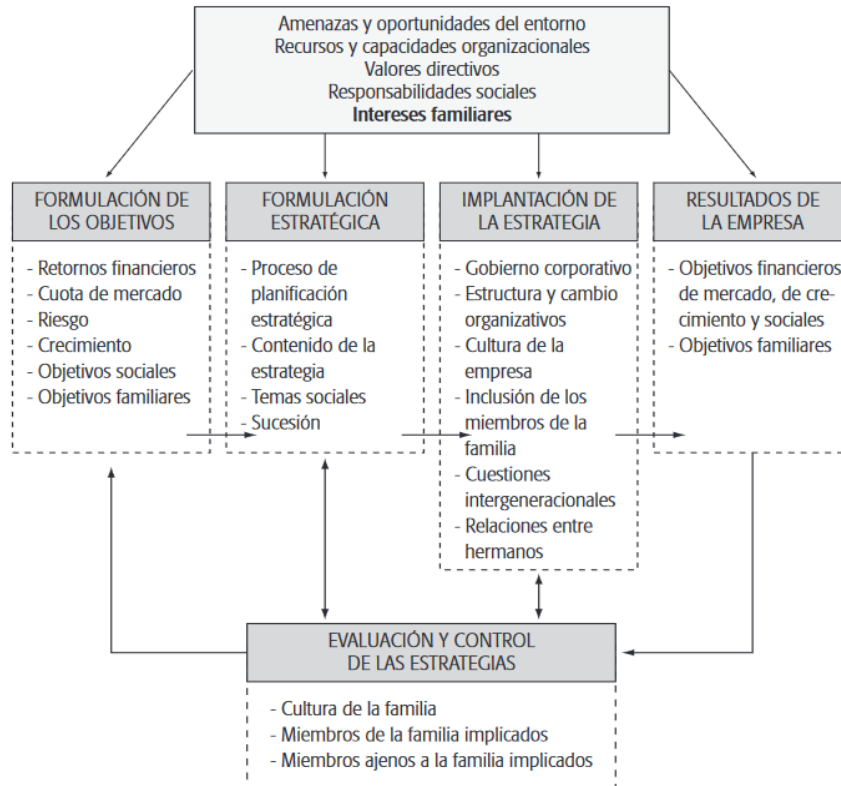 Amenazas y oportunidades del entorno
Recursos y capacidades organizacionales
Valores directivos
Responsabilidades sociales
Intereses familiares
FORMULACIÓN DE
LOS OBJETIVOS
- Retornos financieros
- Cuota de mercado
- Riesgo
- Crecimiento
- Objetivos sociales
- Objetivos familiares
FORMULACIÓN
ESTRATÉGICA
- Proceso de
planificación
estratégica
- Contenido de la
estrategia
- Temas sociales
- Sucesión
IMPLANTACIÓN DE
LA ESTRATEGIA
- Gobierno corporativo
- Estructura y cambio
organizativos
- Cultura de la
empresa
- Inclusión de los
miembros de la
familia
- Cuestiones
intergeneracionales
- Relaciones entre
hermanos
RESULTADOS DE
LA EMPRESA
- Objetivos financieros
de mercado, de cre-
cimiento y sociales
- Objetivos familiares
EVALUACIÓN Y CONTROL
DE LAS ESTRATEGIAS
- Cultura de la familia
- Miembros de la familia implicados
- Miembros ajenos a la familia implicados